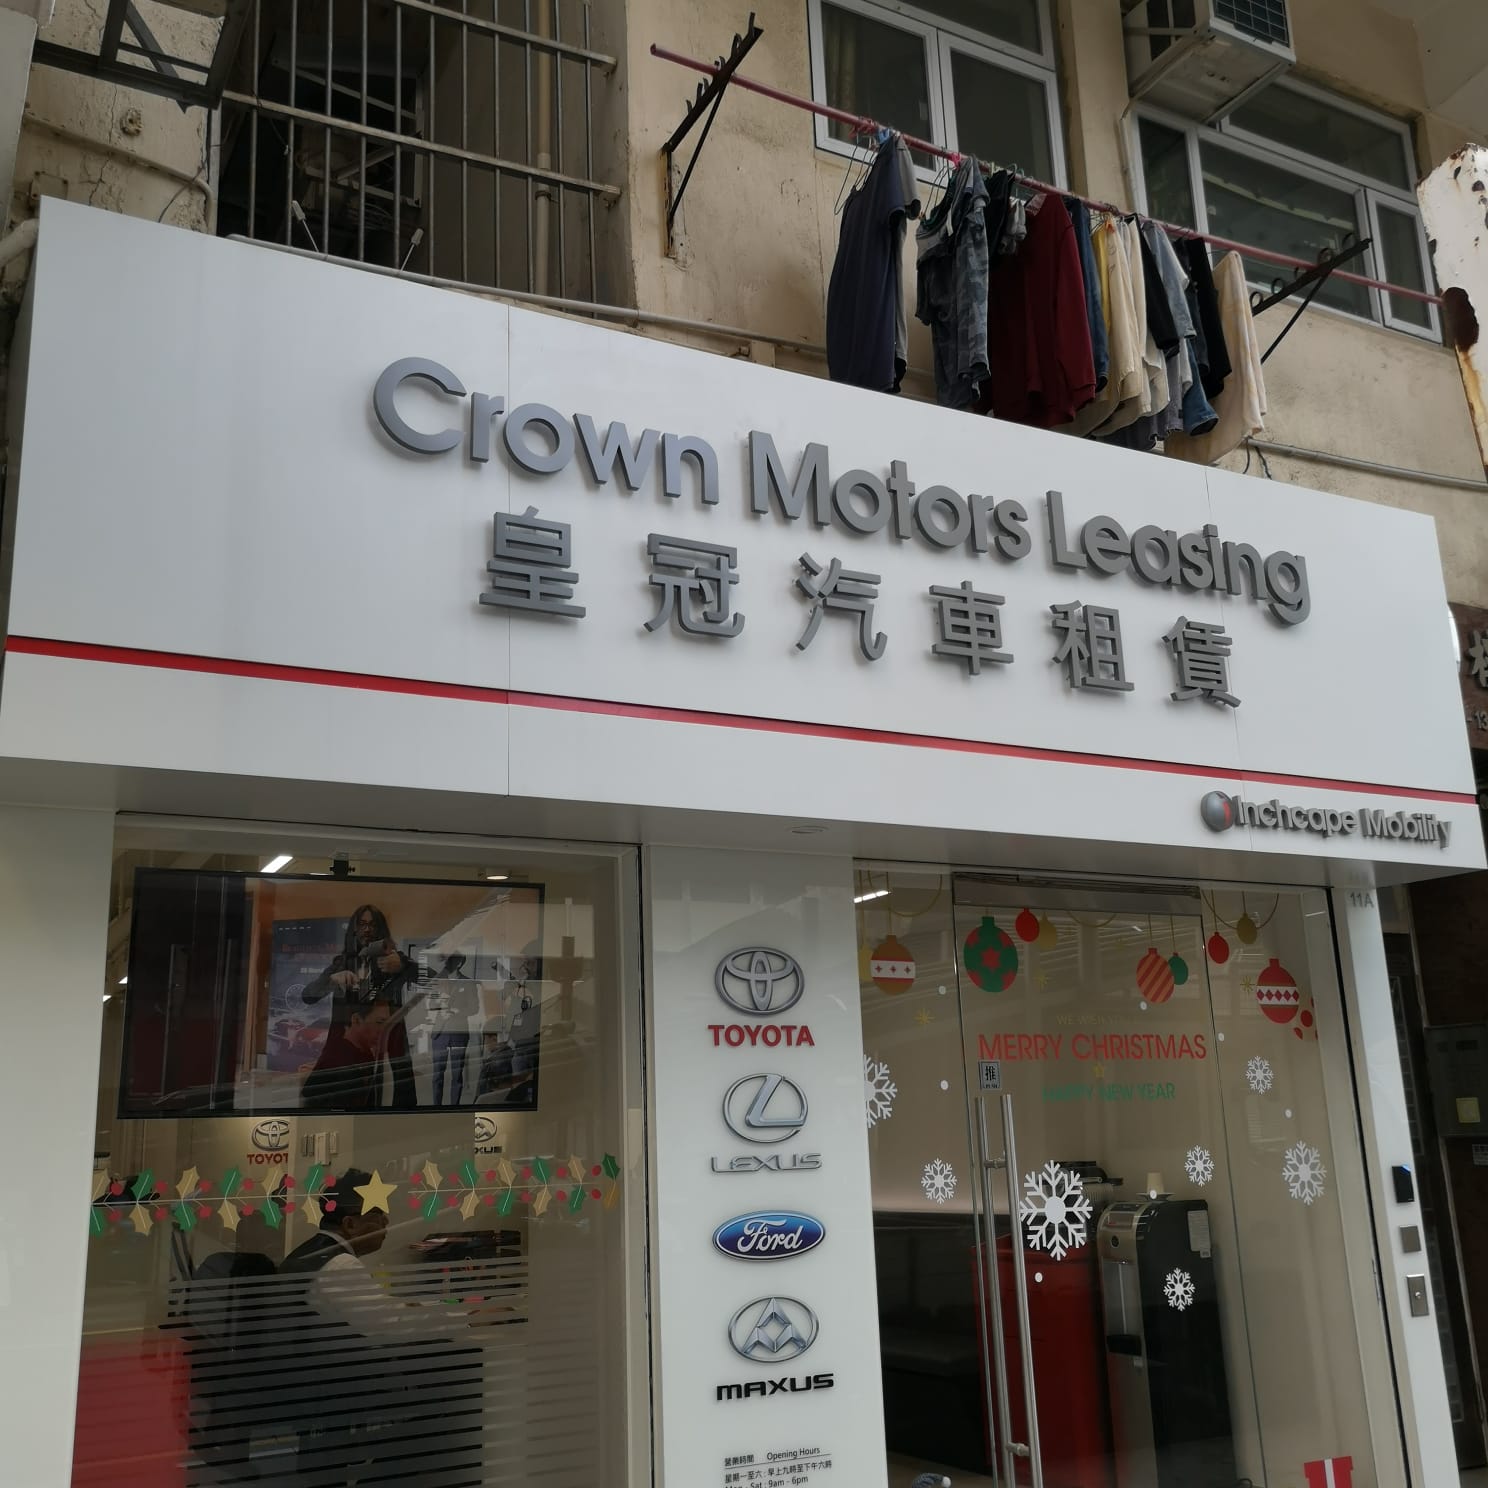 Crown Motors Leasing
皇冠汽車租賃
Inchcape Mobility
11A
TOYOTA
LEXUS
Ford
MAXUS
營業時間 Opening Hours
星期一至六 : 早上九時至下午六時
Mon - Sat : 9am - 6pm
WE WISH
MERRY CHRISTMAS
HAPPY NEW YEAR
推